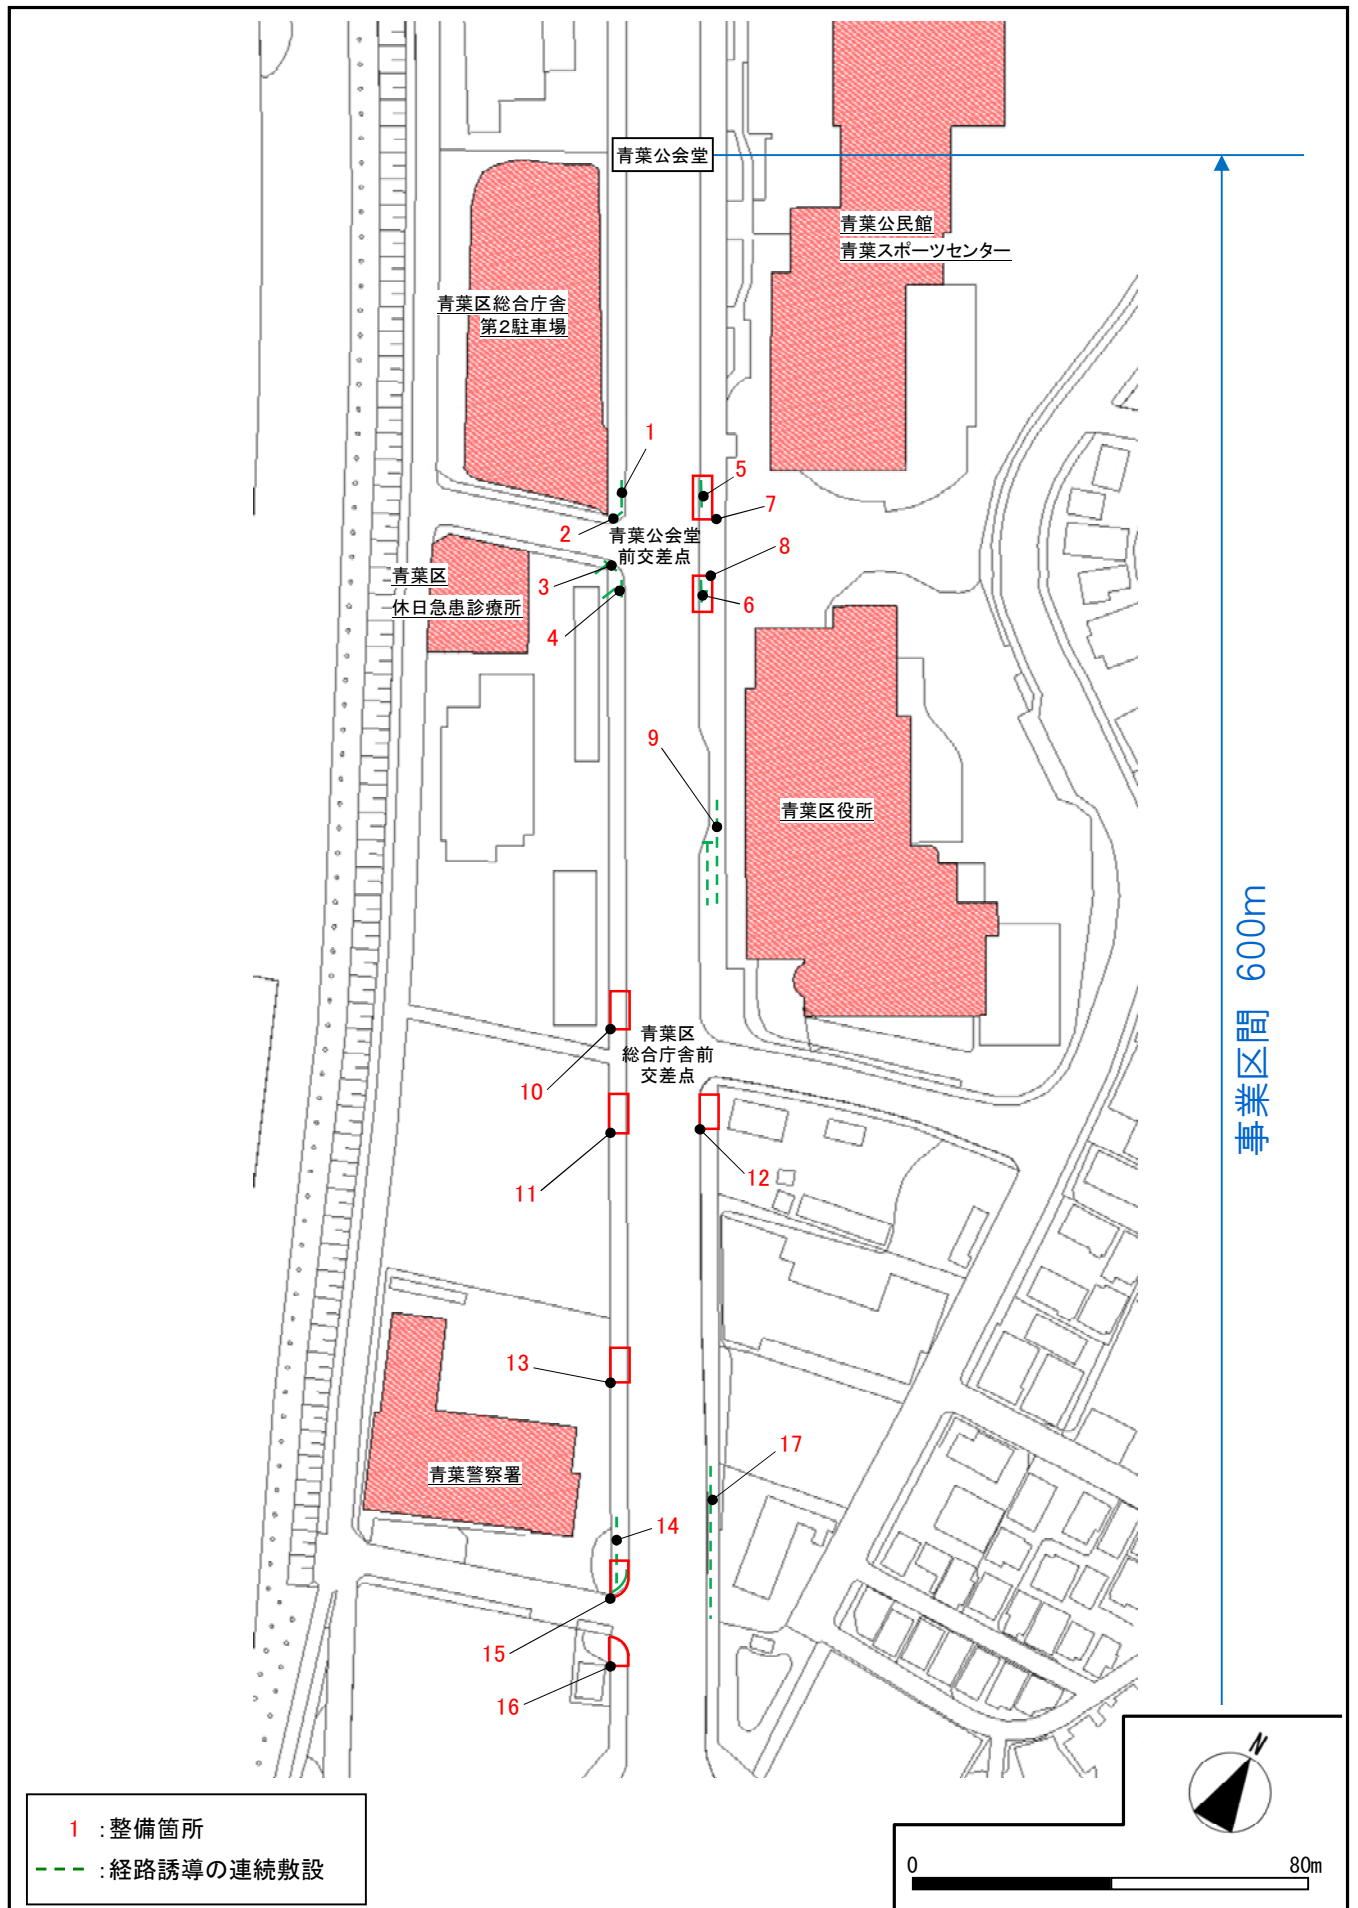 青葉公会堂
青葉公民館
青葉スポーツセンター
青葉区総合庁舎
第2駐車場
1
5
2
7
青葉公会堂
前交差点
8
3
青葉区
休日急患診療所
6
4
9
青葉区役所
事業区間 600m
青葉区
総合庁舎前
交差点
10
11
12
13
17
青葉警察署
14
15
16
N
1 :整備箇所
:経路誘導の連続敷設
0 80m